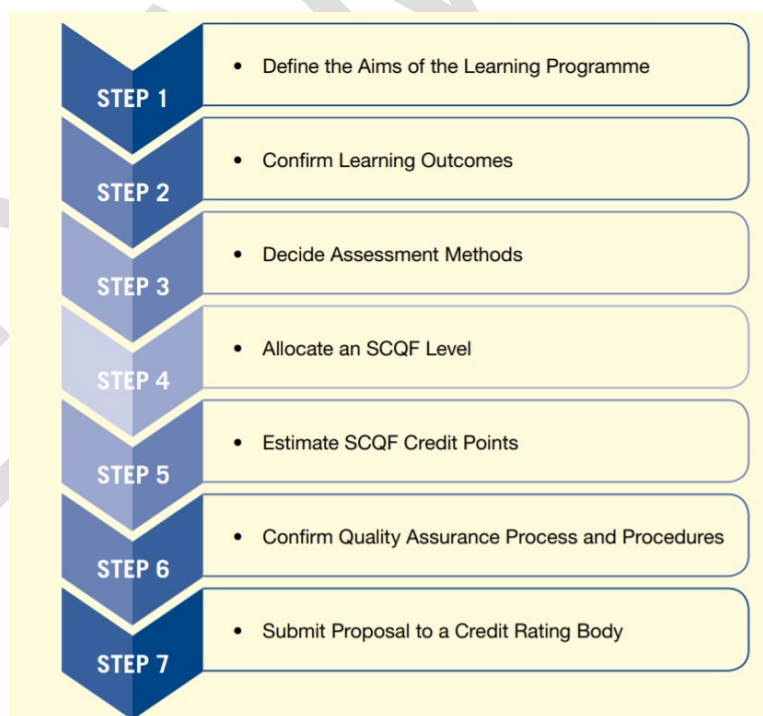 STEP 1
• Define the Aims of the Learning Programme
STEP 2
• Confirm Learning Outcomes
STEP 3
• Decide Assessment Methods
STEP 4
• Allocate an SCQF Level
STEP 5
• Estimate SCQF Credit Points
STEP 6
• Confirm Quality Assurance Process and Procedures
STEP 7
• Submit Proposal to a Credit Rating Body